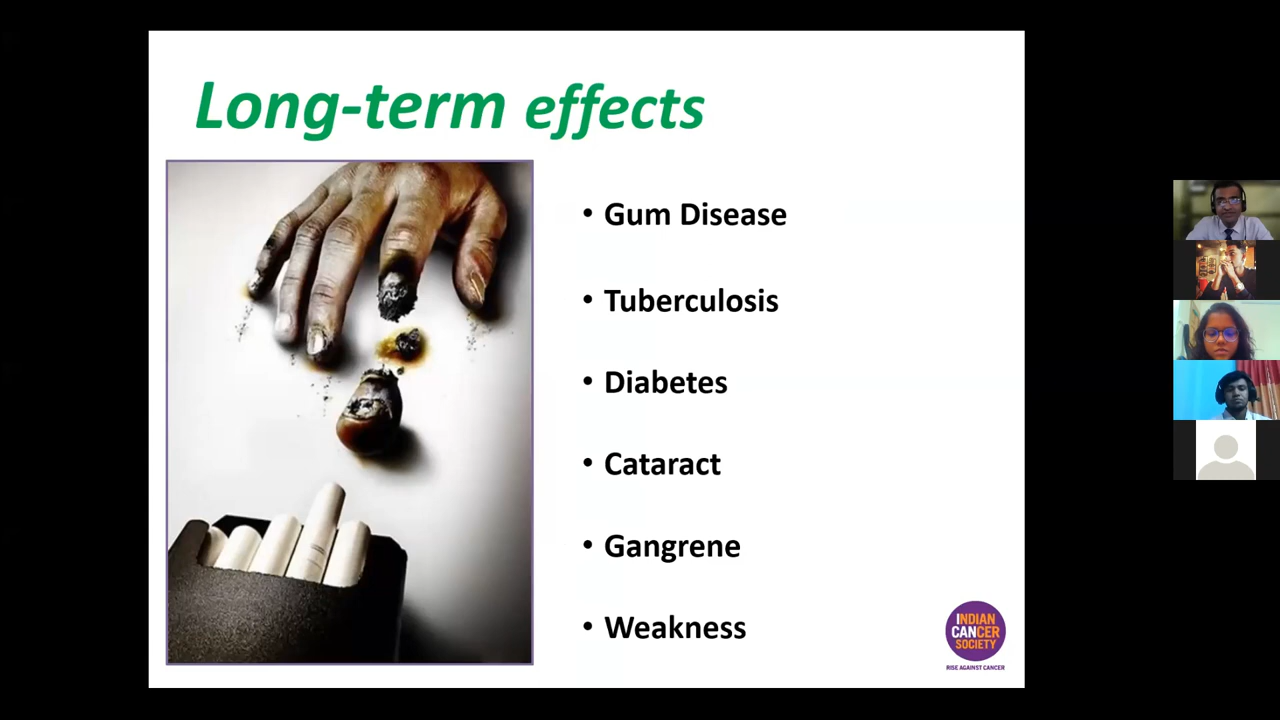 Long-term effects
• Gum Disease
• Tuberculosis
• Diabetes
• Cataract
• Gangrene
• Weakness
INDIAN
CANCER
SOCIETY
RISE AGAINST CANCER